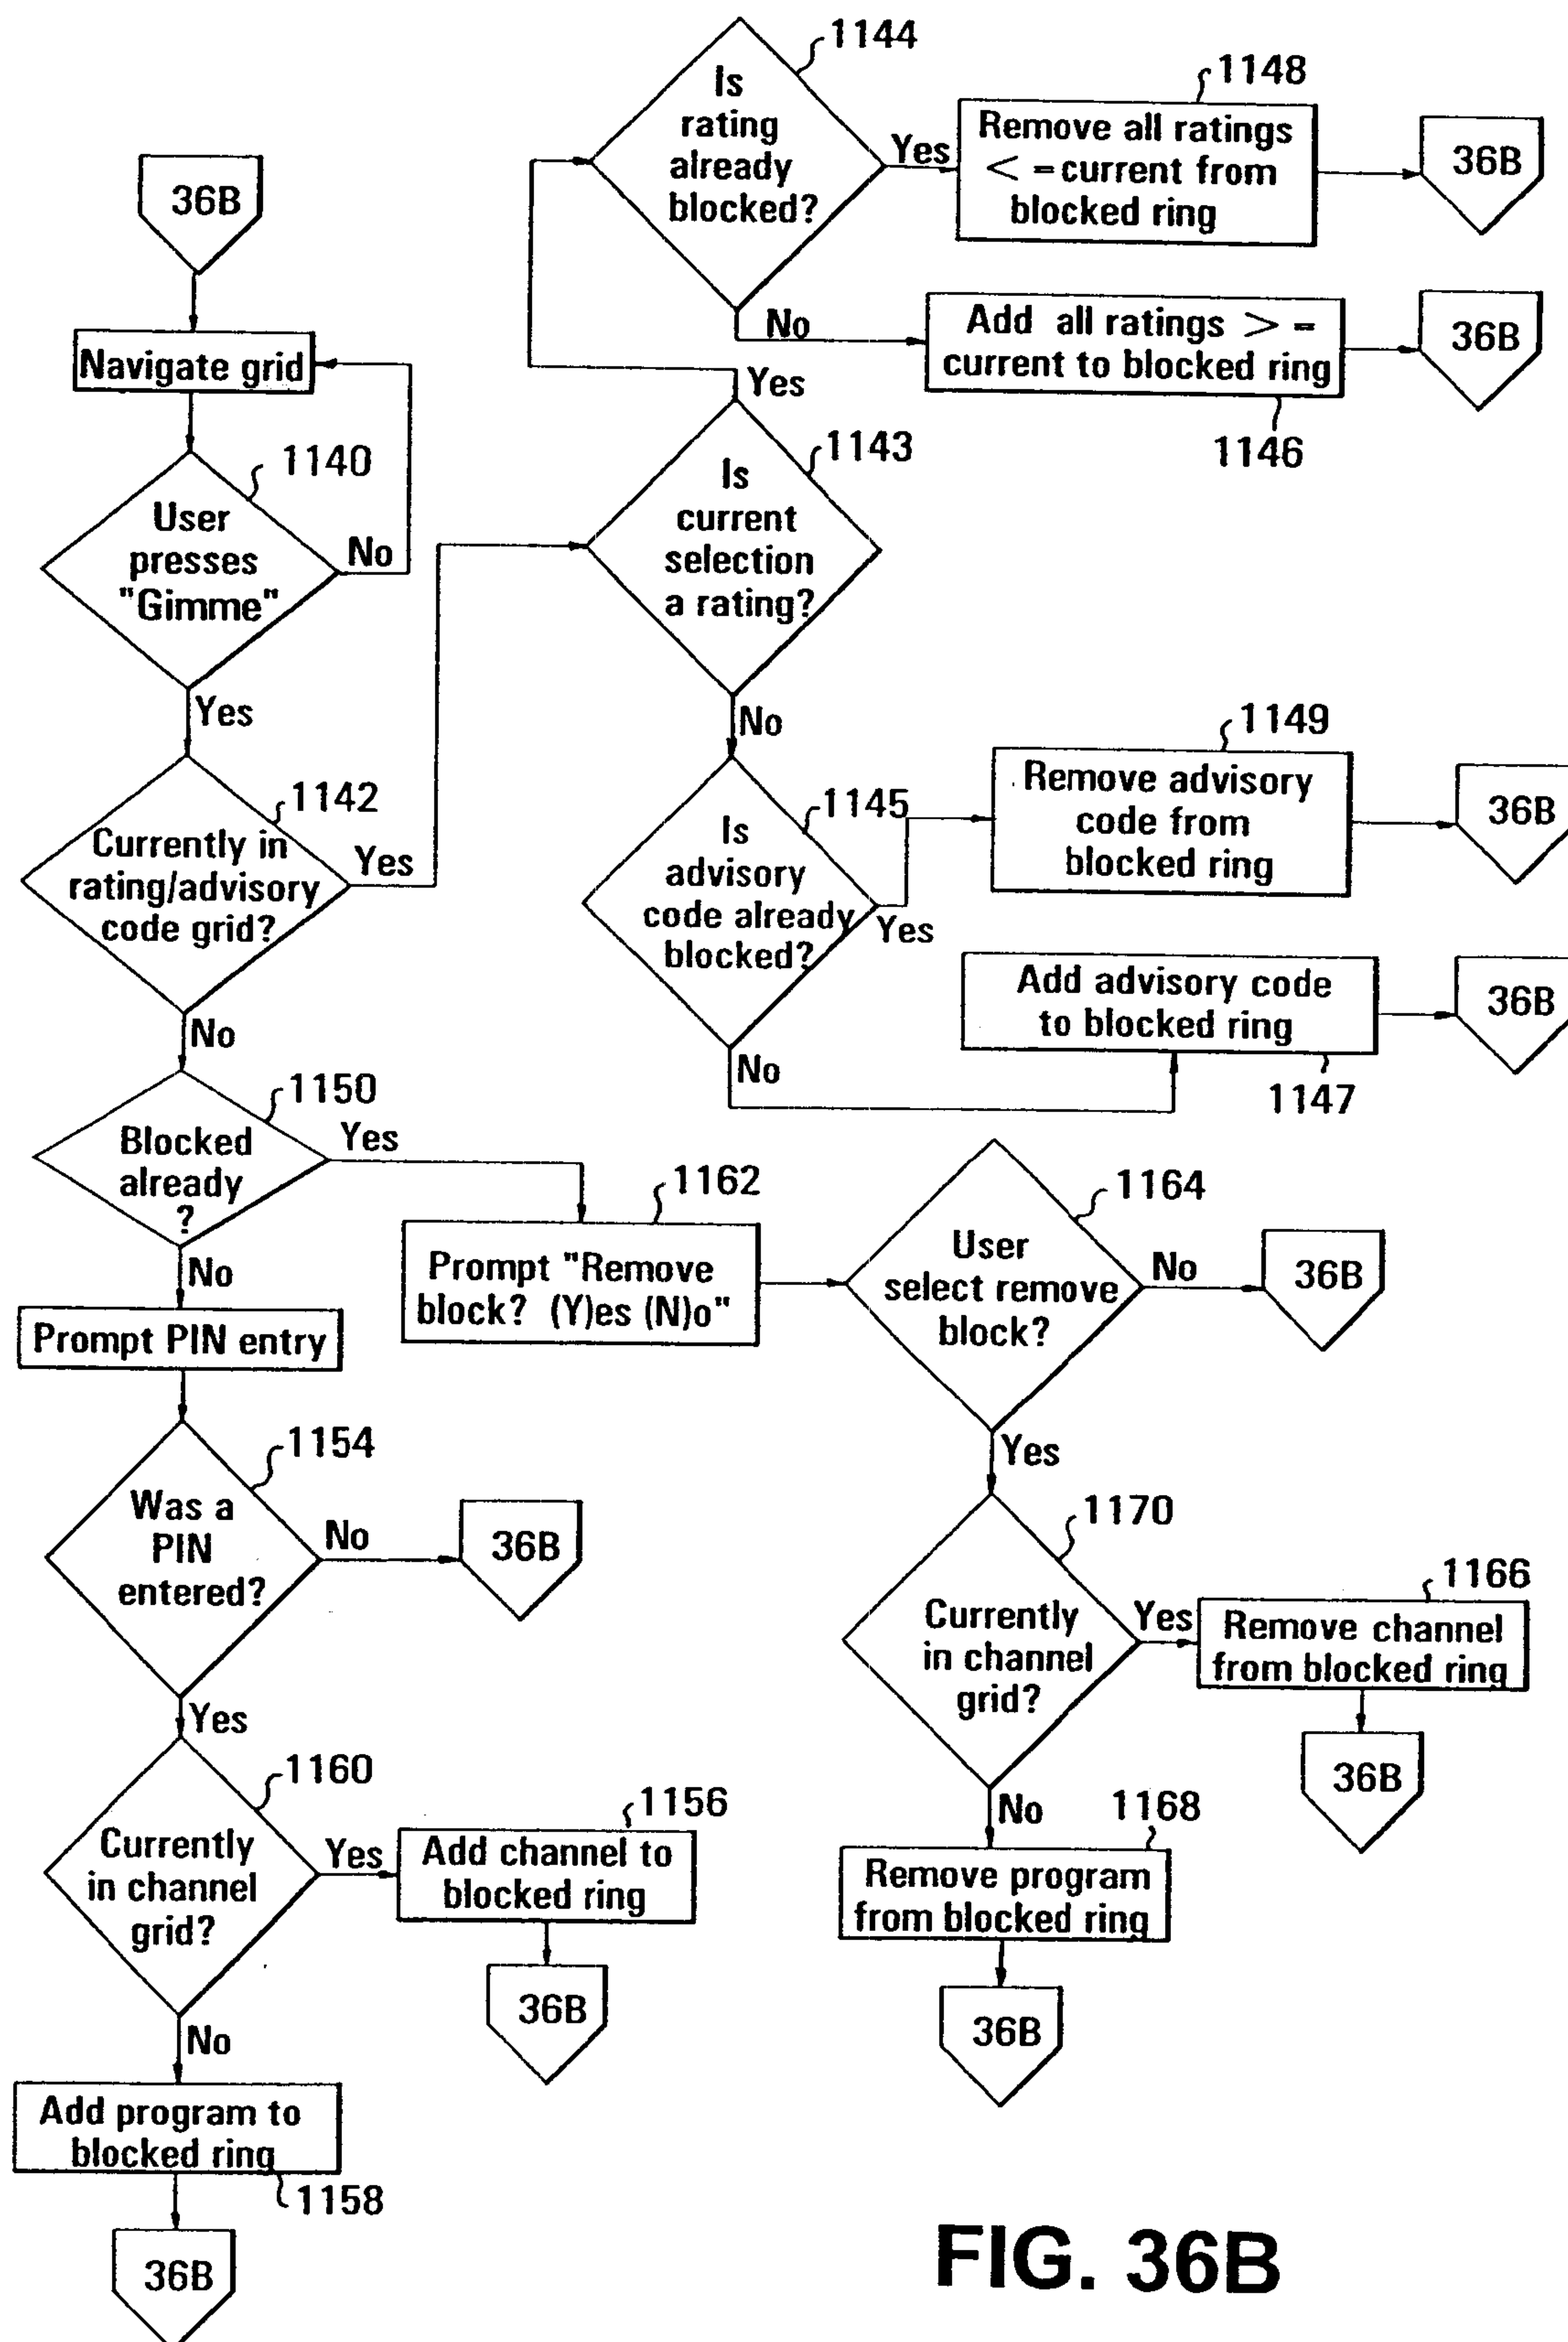 36B
Navigate grid
1140
User
presses
"Gimme"
No
Yes
1142
Currently in
rating/advisory
code grid?
Yes
No
1150
Blocked
already
?
Yes
No
Prompt PIN entry
1154
Was a
PIN
entered?
No
36B
Yes
1160
Currently
in channel
grid?
Yes
1156
Add channel to
blocked ring
36B
No
Add program to
blocked ring
1158
36B
1144
Is
rating
already
blocked?
Yes
1148
Remove all ratings
< =current from
blocked ring
36B
No
Add all ratings > =
current to blocked ring
1146
36B
Yes
1143
Is
current
selection
a rating?
No
1145
Is
advisory
code already
blocked?
Yes
1149
Remove advisory
code from
blocked ring
36B
No
Add advisory code
to blocked ring
1147
36B
1162
Prompt "Remove
block? (Y)es (N)o"
1164
User
select remove
block?
No
36B
Yes
1170
Currently
in channel
grid?
Yes
1166
Remove channel
from blocked ring
36B
No
1168
Remove program
from blocked ring
36B
FIG. 36B